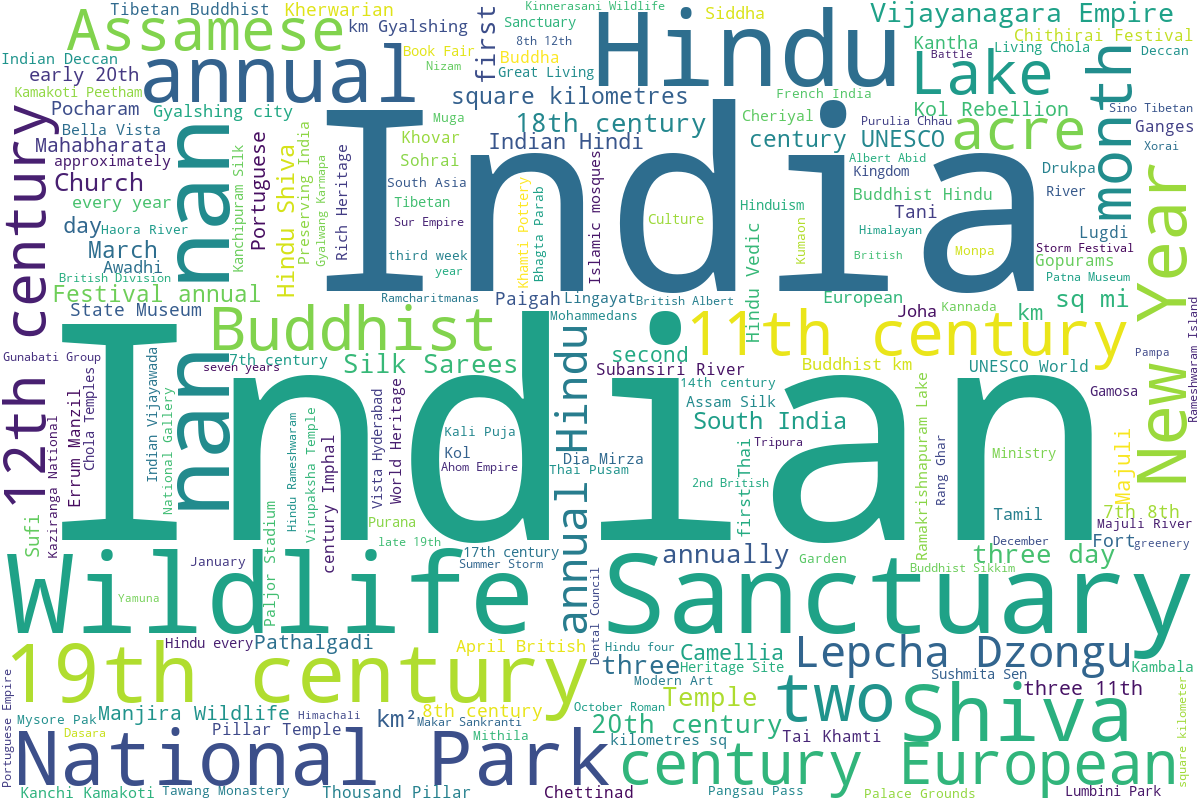 Tibetan Buddhist
Kherwarian
Kinnerasani Wildlife
Siddha
Vijayanagara Empire
Assamese
km Gyalshing
first
Sanctuary
Hindu
Kantha
Living Chola
Chithirai Festival
Indian Deccan
annual
Book Fair
Buddha
8th 12th
Battle
Lake
month
Deccan
early 20th
Nizam
Great Living
Kamakoti Peetham
square kilometres
French India
Kol Rebellion
Sino Tibetan
Pocharam
Gyalshing city
India
Muga
18th century
Cheriyal
century UNESCO
Purulia Chau
acre
Ganges
Bella Vista
Mahabharata
nan
Portuguese
Khovar
Indian Hindi
Xorai
approximately
Sohrai
Albert Abid
Kingdom
Drukpa
Church
Kanchipuram Silk
Hindu Shiva
Preserving India
Gyalwang Karmapa
Rich Heritage
South Asia
Islamic mosques
River
every year
Tibetan
Khamti Pottery
Bhagta Parab
Culture
Hinduism
Buddhist Hindu
Tani
day
Haora River
Sur Empire
Himalayan
Lugdi
12th century
March
third week
Hindu Vedic
Kumaon
British
Monpa
Storm Festival
New Year
Awadhi
year
Gopurams
British Division
Patna Museum
Festival annual
Ramcharitmanas
Paigah
Lingayat
British Albert
European
sq mi
State Museum
Buddhist
Mohammedans
Joha
Kannada
km
Rameshwaram Island
11th century
Gunabati Group
Indian
nan
7th century
Silk Sarees
annual Hindu
second
Buddhist km
UNESCO World
Pampa
seven years
Subansiri River
14th century
Gamosa
Errum Manzil
Chola Temples
Indian Vijayawada
National Gallery
Vista Hyderabad
World Heritage
Assam Silk
South India
Ramakrishnapuram Lake
Kaziranga National
Hindu Rameshwaram
Virupaksha Temple
century Imphal
Kali Puja
Kol
Tripura
Rang Ghar
Ministry
Majuli
Ahom Empire
Dia Mirza
Thai Pusam
2nd British
first Thai
Sufi
Paljor Stadium
Purana
Tamil
7th 8th
Majuli River
late 19th
17th century
December
Fort
greenery
January
Summer Storm
annually
Garden
three day
Wildlife Sanctuary
Buddhist Sikkim
Yamuna
Dental Council
Hindu every
Pathalgadi
April British
Hindu four
Camellia
Lepcha Dzongu
19th century
three
Heritage Site
Sushmita Sen
Kambala
Portuguese Empire
Modern Art
Temple
two
Shiva
three 11th
square kilometer
Mysore Pak
Manjira Wildlife
Himachali
km²
8th century
October Roman
Dasara
Pillar Temple
Makar Sankranti
20th century
Tai Khamti
National Park
Mithila
kilometres sq
century European
Kanchi Kamakoti
Tawang Monastery
Thousand Pillar
Chettinad
Pangsau Pass
Palace Grounds
Lumbini Park